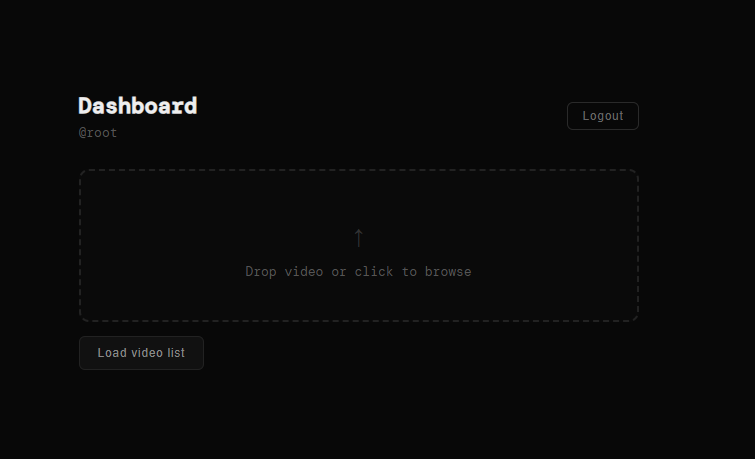 Dashboard
@root
Logout
↑
Drop video or click to browse
Load video list